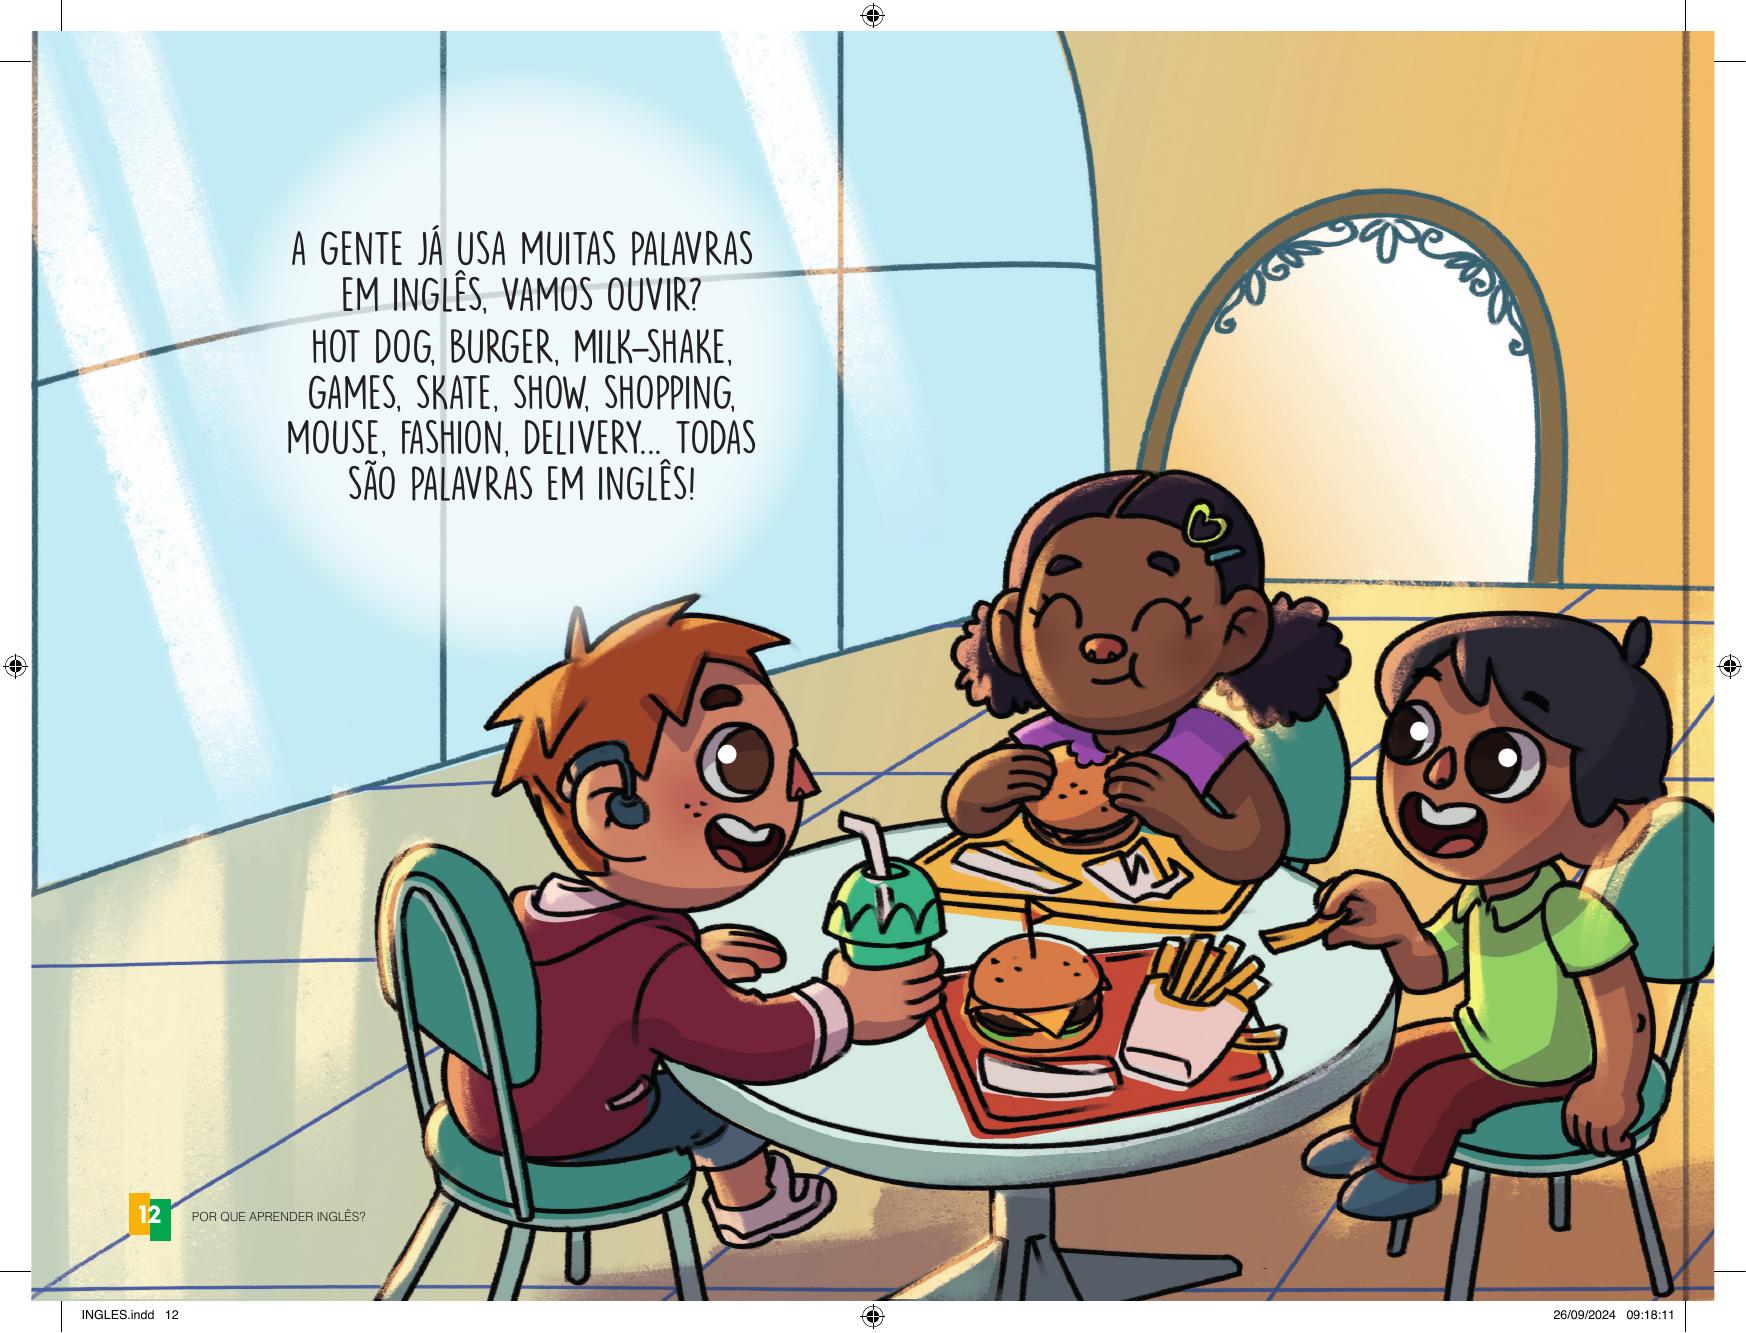 A GENTE JÁ USA MUITAS PALAVRAS
EM INGLÊS, VAMOS OUVIR?
HOT DOG, BURGER, MILK-SHAKE,
GAMES, SKATE, SHOW, SHOPPING,
MOUSE, FASHION, DELIVERY... TODAS
SÃO PALAVRAS EM INGLÊS!
12 POR QUE APRENDER INGLÊS?
INGLES.indd 12 26/09/2024 09:18:11